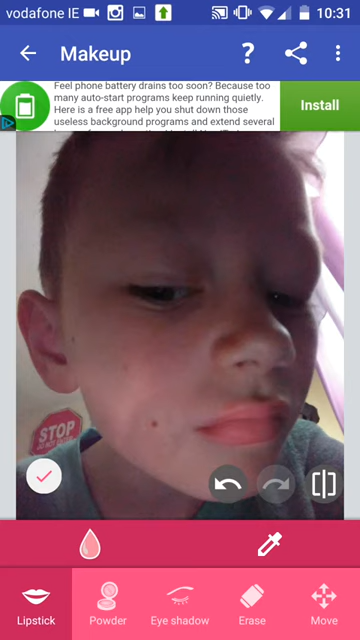 vodafone IE
10:31
Makeup
?
Feel phone battery drains too soon? Because too
many auto-start programs keep running quietly.
Here is a free app help you shut down those
useless background programs and extend several
Install
STOP
Lipstick
Powder
Eye shadow
Erase
Move